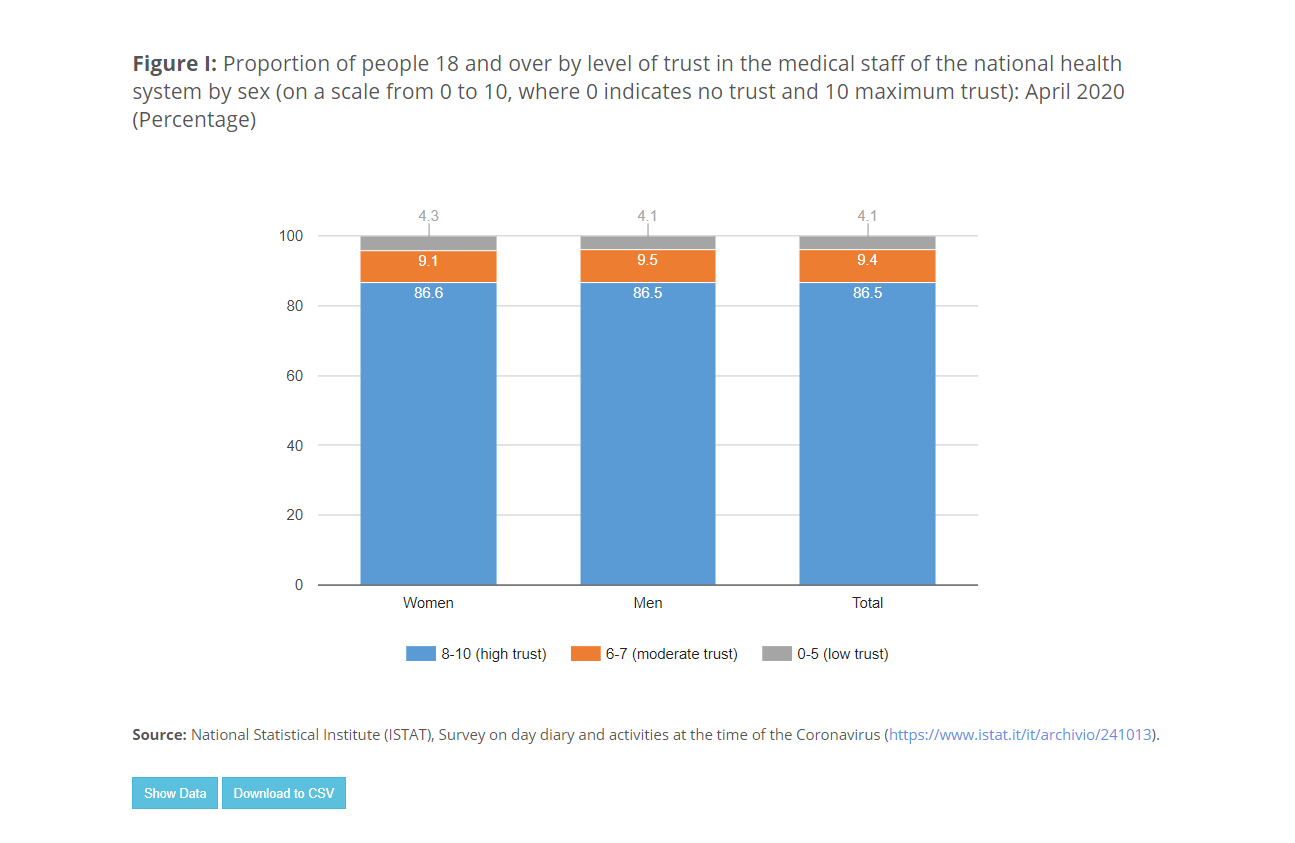 Figure I: Proportion of people 18 and over by level of trust in the medical staff of the national health
system by sex (on a scale from 0 to 10, where 0 indicates no trust and 10 maximum trust): April 2020
(Percentage)
4.3 4.1 4.1
100
9.1 9.5 9.4
86.6 86.5 86.5
80
60
40
20
0
Women Men Total
8-10 (high trust) 6-7 (moderate trust) 0-5 (low trust)
Source: National Statistical Institute (ISTAT), Survey on day diary and activities at the time of the Coronavirus (https://www.istat.it/it/archivio/241013).
Show Data Download to CSV